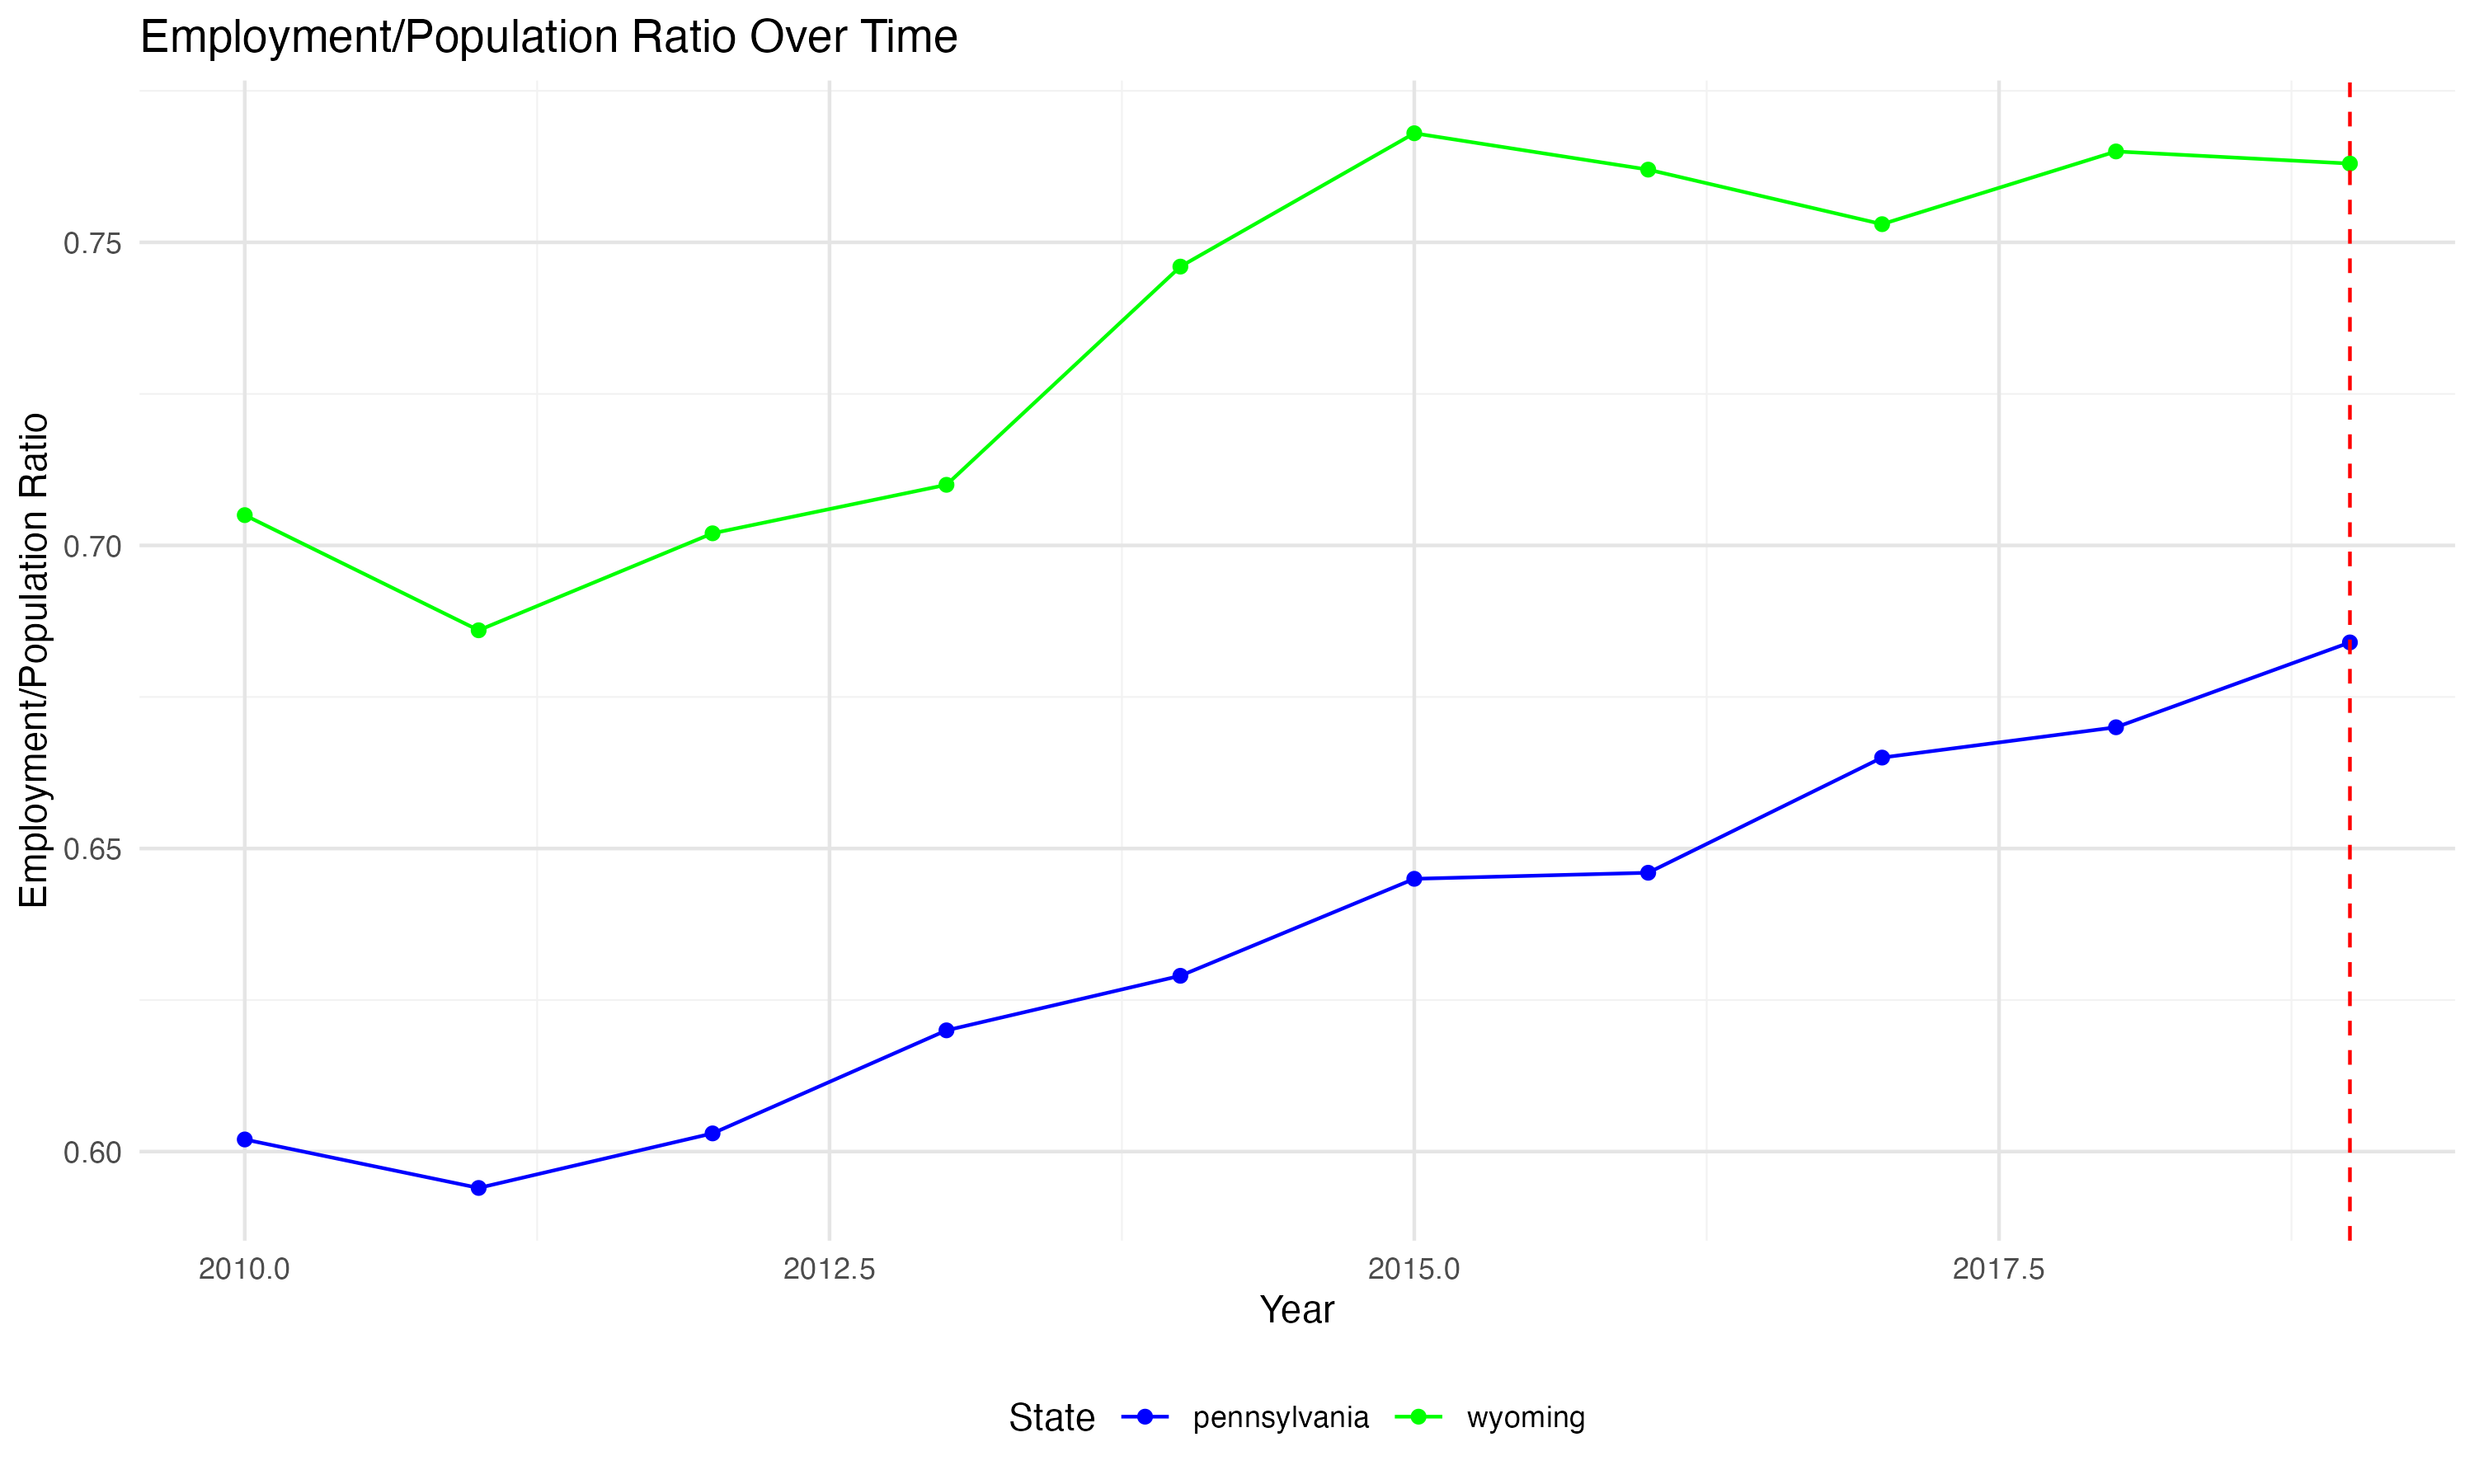 Employment/Population Ratio Over Time
Employment/Population Ratio
0.75
0.70
0.65
0.60
2010.0 2012.5 2015.0 2017.5
Year
State pennsylvania wyoming